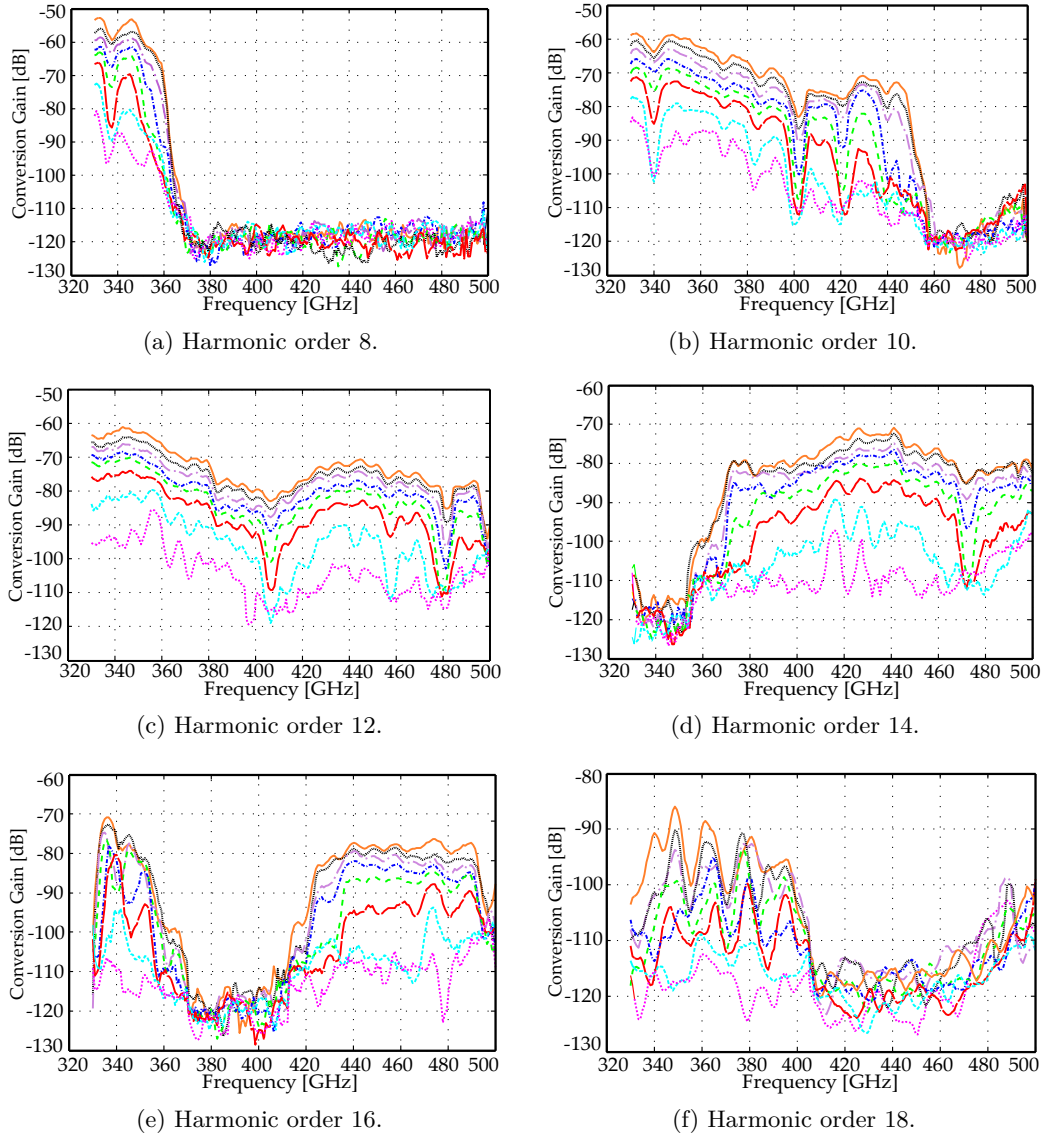 Conversion Gain [dB]
-50
-60
-70
-80
-90
-100
-110
-120
-130
320 340 360 380 400 420 440 460 480 500
Frequency [GHz]
(a) Harmonic order 8.
Conversion Gain [dB]
-50
-60
-70
-80
-90
-100
-110
-120
-130
320 340 360 380 400 420 440 460 480 500
Frequency [GHz]
(b) Harmonic order 10.
Conversion Gain [dB]
-50
-60
-70
-80
-90
-100
-110
-120
-130
320 340 360 380 400 420 440 460 480 500
Frequency [GHz]
(c) Harmonic order 12.
Conversion Gain [dB]
-60
-70
-80
-90
-100
-110
-120
-130
320 340 360 380 400 420 440 460 480 500
Frequency [GHz]
(d) Harmonic order 14.
Conversion Gain [dB]
-60
-70
-80
-90
-100
-110
-120
-130
320 340 360 380 400 420 440 460 480 500
Frequency [GHz]
(e) Harmonic order 16.
Conversion Gain [dB]
-80
-90
-100
-110
-120
-130
320 340 360 380 400 420 440 460 480 500
Frequency [GHz]
(f) Harmonic order 18.